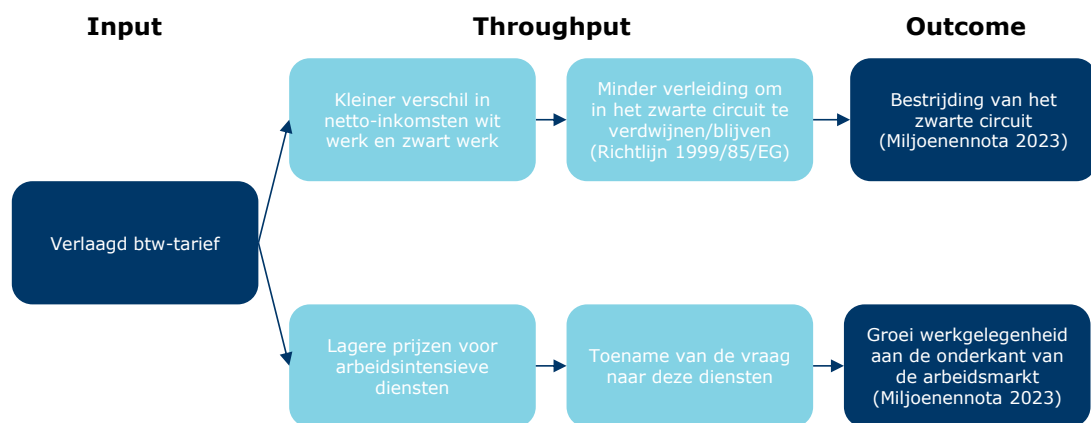 Input
Throughput
Outcome
Kleiner verschil in
netto-inkomsten wit
werk en zwart werk
Minder verleiding om
in het zwarte circuit te
verdwijnen/blijven
(Richtlijn 1999/85/EG)
Bestrijding van het
zwarte circuit
(Miljoenennota 2023)
Verlaagd btw-tarief
Lagere prijzen voor
arbeidsintensieve
diensten
Toename van de vraag
naar deze diensten
Groei werkgelegenheid
aan de onderkant van
de arbeidsmarkt
(Miljoenennota 2023)